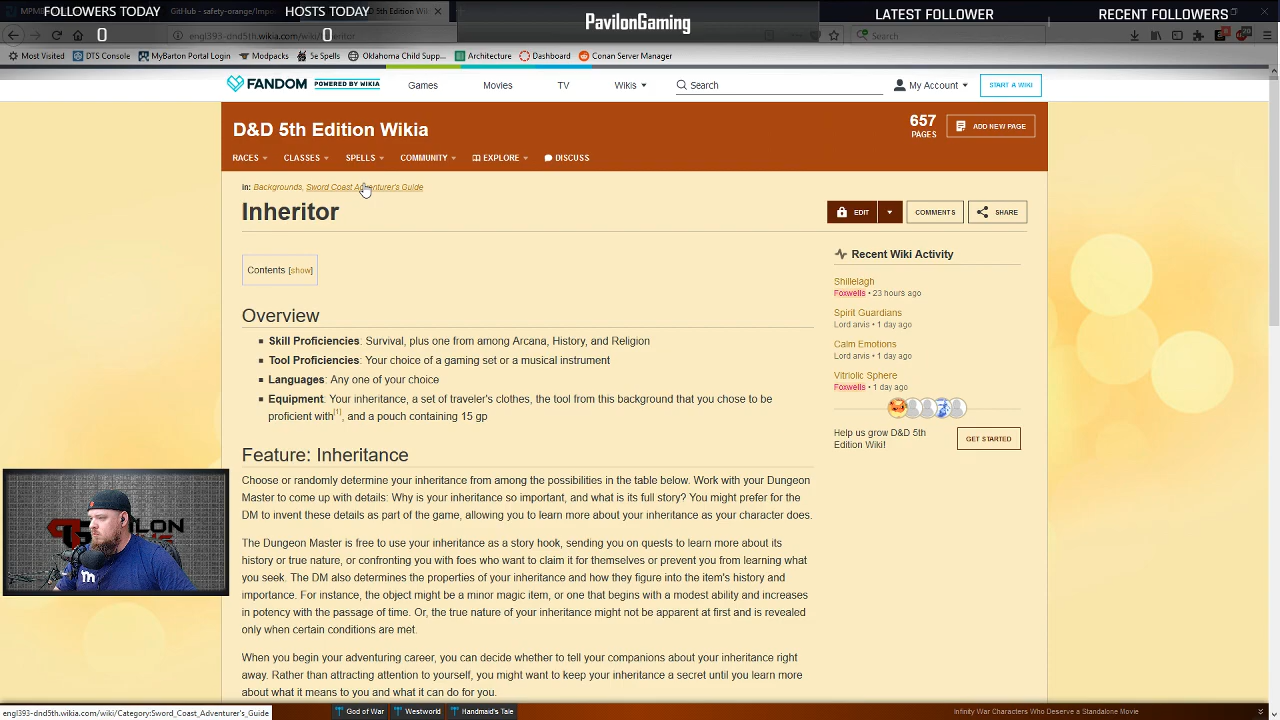 FOLLOWERS TODAY
0
HOSTS TODAY
0
PavilonGaming
LATEST FOLLOWER
RECENT FOLLOWERS
GitHub - safety-orange/Impo
engl393-dnd5th.wikia.com/wiki/Inheritor
Search
Most Visited
DTS Console
MyBarton Portal Login
5e Spells
Oklahoma Child Supp...
Architecture
Dashboard
Conan Server Manager
FANDOM POWERED BY WIKIA
Games
Movies
TV
Wikis
Search
My Account
START A WIKI
D&D 5th Edition Wikia
657
PAGES
ADD NEW PAGE
RACES
CLASSES
SPELLS
COMMUNITY
EXPLORE
DISCUSS
in: Backgrounds, Sword Coast Adventurer's Guide
Inheritor
EDIT
COMMENTS
SHARE
Contents [show]
Overview
Skill Proficiencies: Survival, plus one from among Arcana, History, and Religion
Tool Proficiencies: Your choice of a gaming set or a musical instrument
Languages: Any one of your choice
Equipment: Your inheritance, a set of traveler's clothes, the tool from this background that you chose to be
proficient with[1], and a pouch containing 15 gp
Feature: Inheritance
Choose or randomly determine your inheritance from among the possibilities in the table below. Work with your Dungeon
Master to come up with details: Why is your inheritance so important, and what is its full story? You might prefer for the
DM to invent these details as part of the game, allowing you to learn more about your inheritance as your character does.
The Dungeon Master is free to use your inheritance as a story hook, sending you on quests to learn more about its
history or true nature, or confronting you with foes who want to claim it for themselves or prevent you from learning what
you seek. The DM also determines the properties of your inheritance and how they figure into the item's history and
importance. For instance, the object might be a minor magic item, or one that begins with a modest ability and increases
in potency with the passage of time. Or, the true nature of your inheritance might not be apparent at first and is revealed
only when certain conditions are met.
When you begin your adventuring career, you can decide whether to tell your companions about your inheritance right
away. Rather than attracting attention to yourself, you might want to keep your inheritance a secret until you learn more
about what it means to you and what it can do for you.
Recent Wiki Activity
Shillelagh
Foxwells • 23 hours ago
Spirit Guardians
Lord arvis • 1 day ago
Calm Emotions
Lord arvis • 1 day ago
Vitriolic Sphere
Foxwells • 1 day ago
Help us grow D&D 5th
Edition Wiki!
GET STARTED
engl393-dnd5th.wikia.com/wiki/Category:Sword_Coast_Adventurer's_Guide
God of War
Westworld
Handmaid's Tale
Infinity War Characters Who Deserve a Standalone Movie